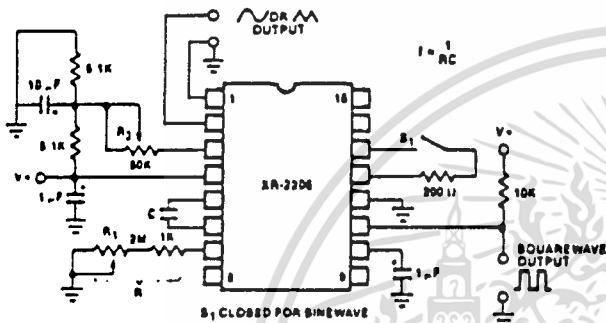 OR
OUTPUT
f = 1/RC
5.1K
10μF
+
R3
50K
5.1K
V+
1μF
C
R1
2M
1K
R
1
16
XR-2206
8
9
S1
200Ω
V+
10K
1μF
SQUAREWAVE
OUTPUT
S1 CLOSED FOR SINEWAVE